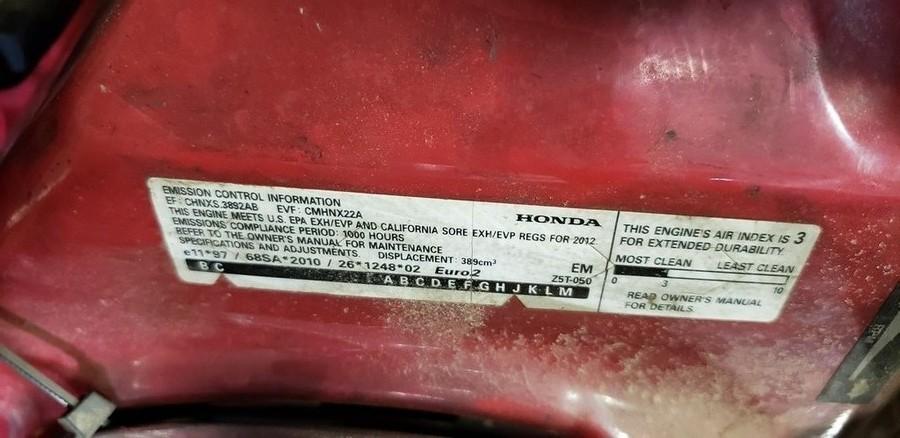 EMISSION CONTROL INFORMATION
EF: CHNXS.3892AB EVF: CMHNX22A
THIS ENGINE MEETS U.S. EPA EXH/EVP AND CALIFORNIA SORE EXH/EVP REGS FOR 2012.
EMISSIONS COMPLIANCE PERIOD: 1000 HOURS
REFER TO THE OWNER'S MANUAL FOR MAINTENANCE
SPECIFICATIONS AND ADJUSTMENTS. DISPLACEMENT: 389cm³
e11*97 / 68SA*2010 / 26*1248*02 Euro2
B C
A B C D E F G H J K L M
HONDA
EM
Z5T-050
THIS ENGINE'S AIR INDEX IS 3
FOR EXTENDED DURABILITY.
MOST CLEAN LEAST CLEAN
0 3 10
READ OWNER'S MANUAL
FOR DETAILS.